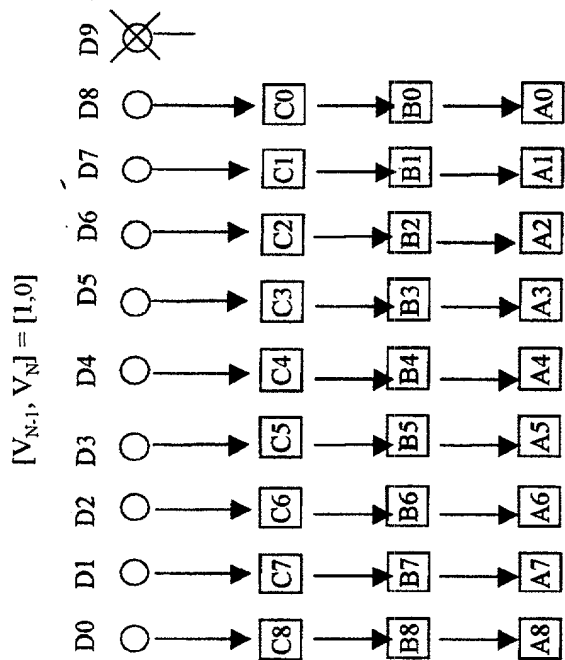 [V_{N-1}, V_N] = [1,0]
D0 D1 D2 D3 D4 D5 D6 D7 D8 D9
C8 C7 C6 C5 C4 C3 C2 C1 C0
B8 B7 B6 B5 B4 B3 B2 B1 B0
A8 A7 A6 A5 A4 A3 A2 A1 A0